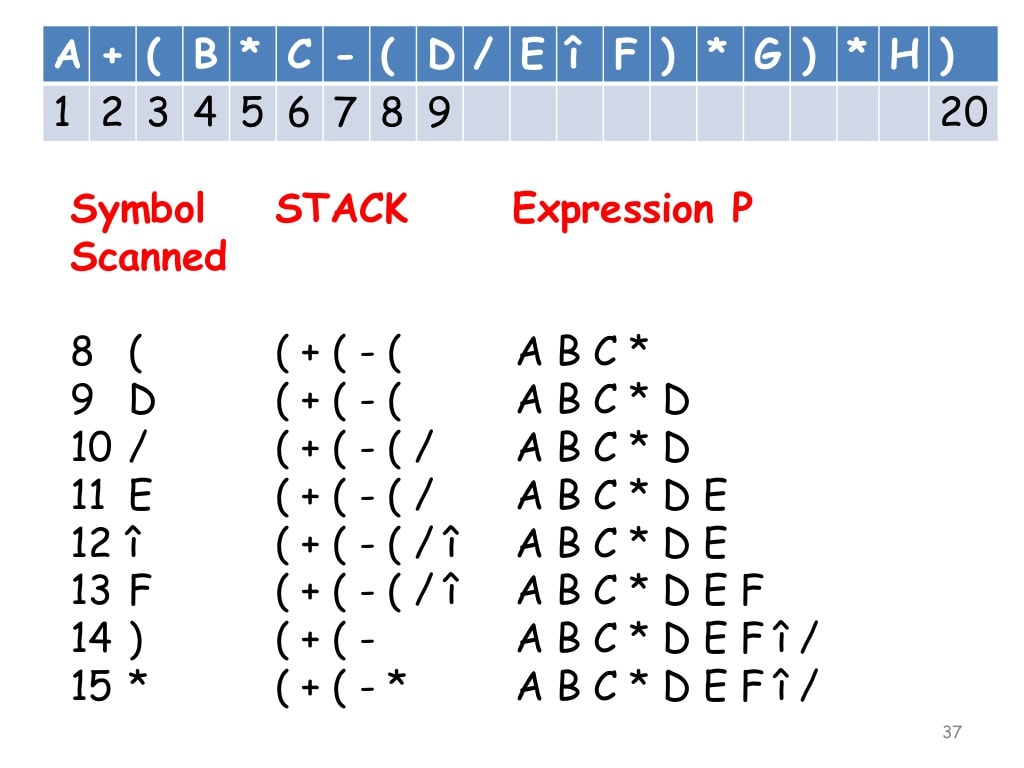 A + ( B * C - ( D / E î F ) * G ) * H )
1 2 3 4 5 6 7 8 9 20
Symbol Scanned STACK Expression P
8 ( ( + ( - ( A B C *
9 D ( + ( - ( A B C * D
10 / ( + ( - ( / A B C * D
11 E ( + ( - ( / A B C * D E
12 î ( + ( - ( / î A B C * D E
13 F ( + ( - ( / î A B C * D E F
14 ) ( + ( - A B C * D E F î /
15 * ( + ( - * A B C * D E F î /
37